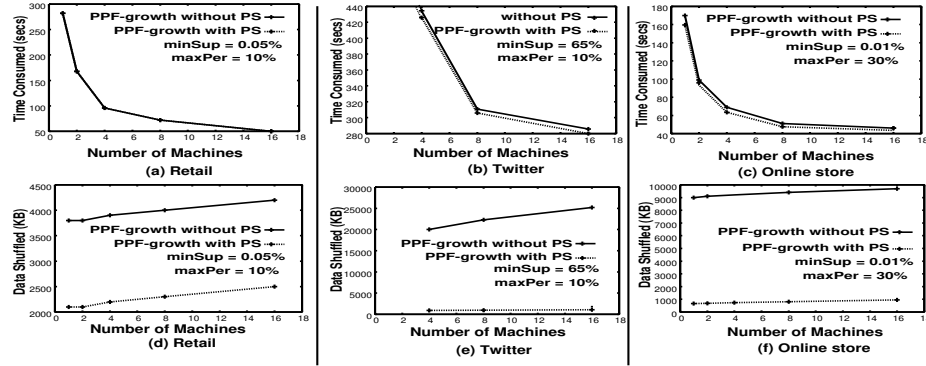 300
250
200
150
100
50
0 2 4 6 8 10 12 14 16 18
Time Consumed (secs)
PPF-growth without PS
PPF-growth with PS
minSup = 0.05%
maxPer = 10%
Number of Machines
(a) Retail
440
420
400
380
360
340
320
300
280
0 2 4 6 8 10 12 14 16 18
Time Consumed (secs)
without PS
PPF-growth with PS
minSup = 65%
maxPer = 10%
Number of Machines
(b) Twitter
180
160
140
120
100
80
60
40
0 2 4 6 8 10 12 14 16 18
Time Consumed (secs)
PPF-growth without PS
PPF-growth with PS
minSup = 0.01%
maxPer = 30%
Number of Machines
(c) Online store
4500
4000
3500
3000
2500
2000
0 2 4 6 8 10 12 14 16 18
Data Shuffled (KB)
PPF-growth without PS
PPF-growth with PS
minSup = 0.05%
maxPer = 10%
Number of Machines
(d) Retail
30000
25000
20000
15000
10000
5000
0
0 2 4 6 8 10 12 14 16 18
Data Shuffled (KB)
PPF-growth without PS
PPF-growth with PS
minSup = 65%
maxPer = 10%
Number of Machines
(e) Twitter
10000
9000
8000
7000
6000
5000
4000
3000
2000
1000
0
0 2 4 6 8 10 12 14 16 18
Data Shuffled (KB)
PPF-growth without PS
PPF-growth with PS
minSup = 0.01%
maxPer = 30%
Number of Machines
(f) Online store